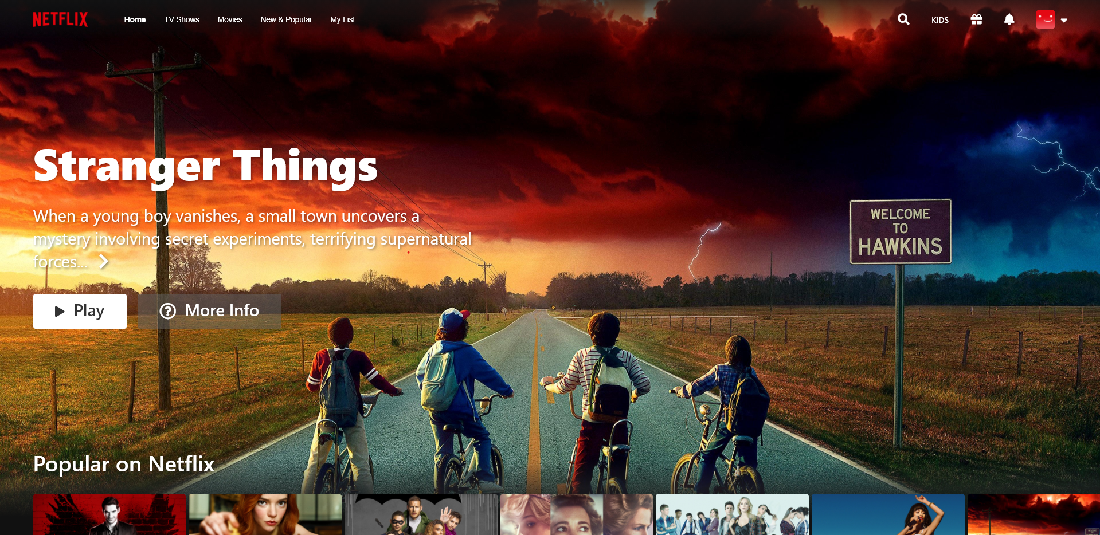 NETFLIX
Home
TV Shows
Movies
New & Popular
My List
KIDS
Stranger Things
When a young boy vanishes, a small town uncovers a
mystery involving secret experiments, terrifying supernatural
forces...
WELCOME
TO
HAWKINS
Play
More Info
Popular on Netflix